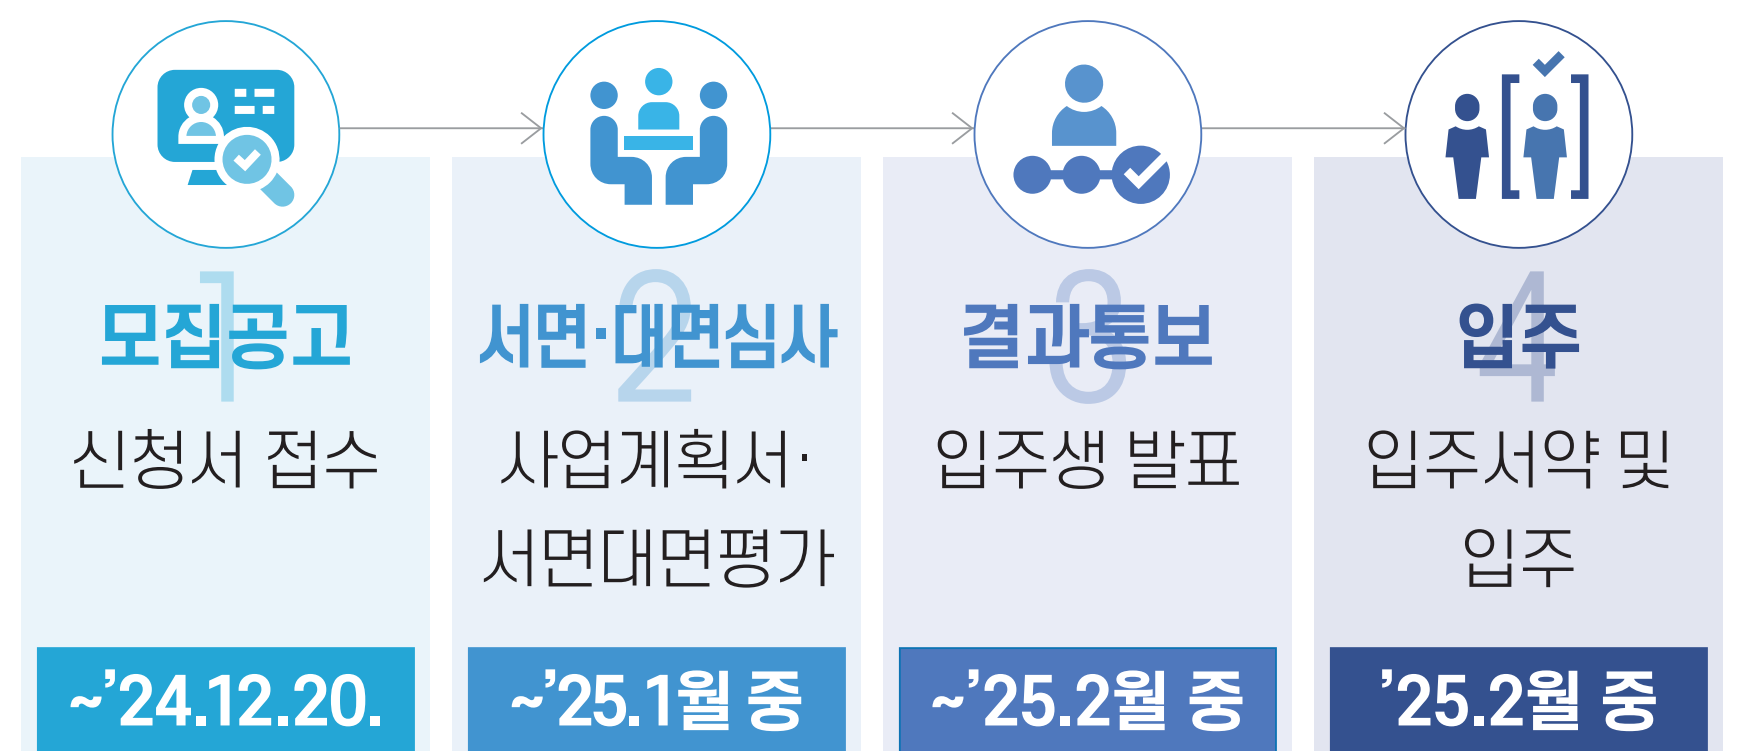 1
모집공고
신청서 접수
~’24.12.20.
2
서면·대면심사
사업계획서·
서면대면평가
~’25.1월 중
3
결과통보
입주생 발표
~’25.2월 중
4
입주
입주서약 및
입주
’25.2월 중